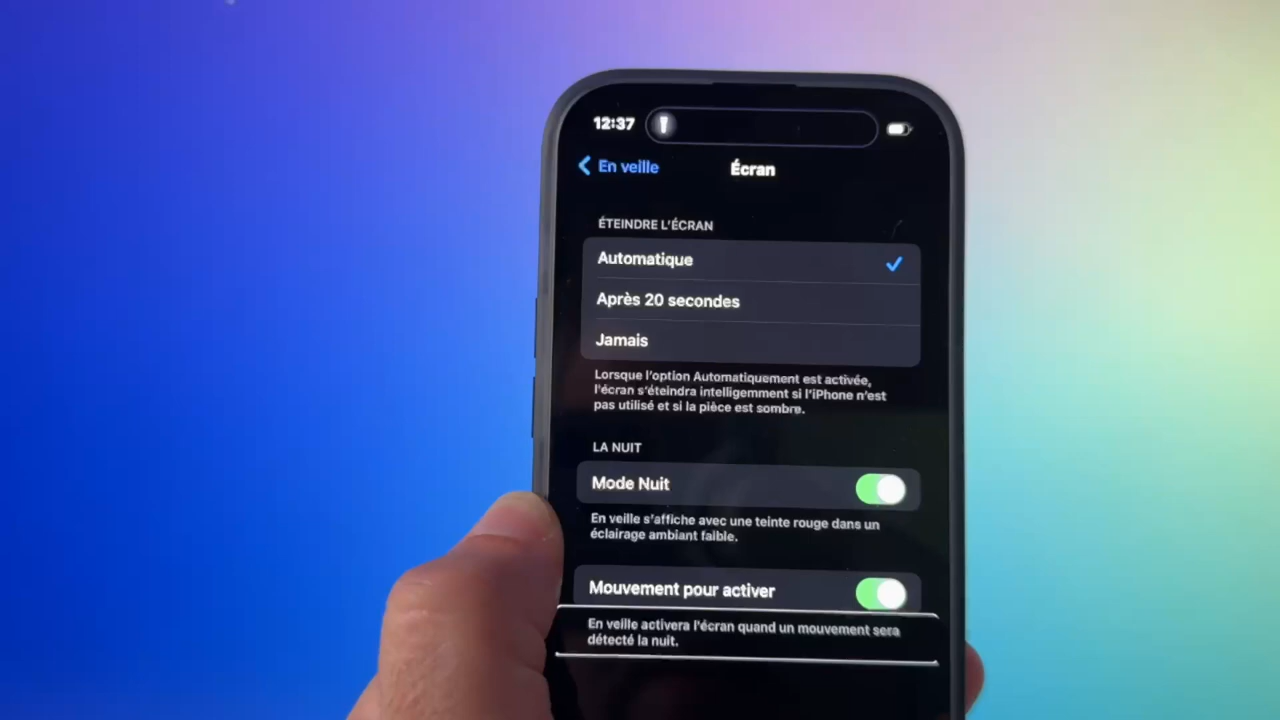 12:37
En veille
Écran
ÉTEINDRE L'ÉCRAN
Automatique
Après 20 secondes
Jamais
Lorsque l'option Automatiquement est activée,
l'écran s'éteindra intelligemment si l'iPhone n'est
pas utilisé et si la pièce est sombre.
LA NUIT
Mode Nuit
En veille s'affiche avec une teinte rouge dans un
éclairage ambiant faible.
Mouvement pour activer
En veille activera l'écran quand un mouvement sera
détecté la nuit.